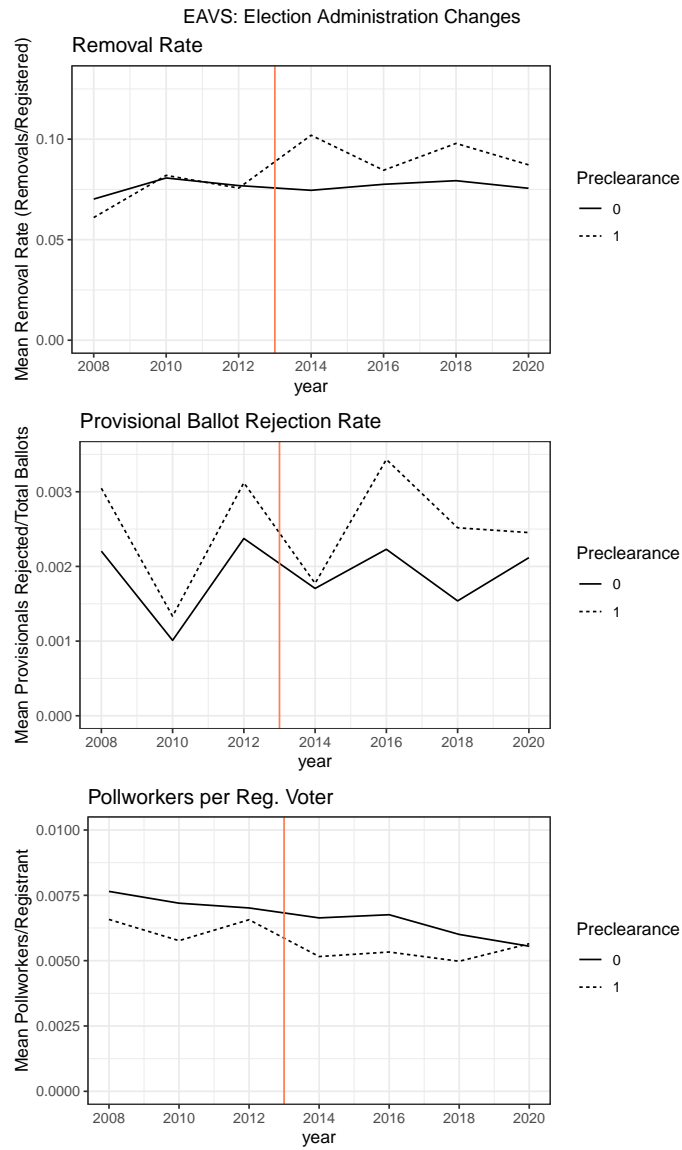 EAVS: Election Administration Changes
Removal Rate
Mean Removal Rate (Removals/Registered)
0.10
0.05
0.00
2008 2010 2012 2014 2016 2018 2020
year
Preclearance
0
1
Provisional Ballot Rejection Rate
Mean Provisionals Rejected/Total Ballots
0.003
0.002
0.001
0.000
2008 2010 2012 2014 2016 2018 2020
year
Preclearance
0
1
Pollworkers per Reg. Voter
Mean Pollworkers/Registrant
0.0100
0.0075
0.0050
0.0025
0.0000
2008 2010 2012 2014 2016 2018 2020
year
Preclearance
0
1